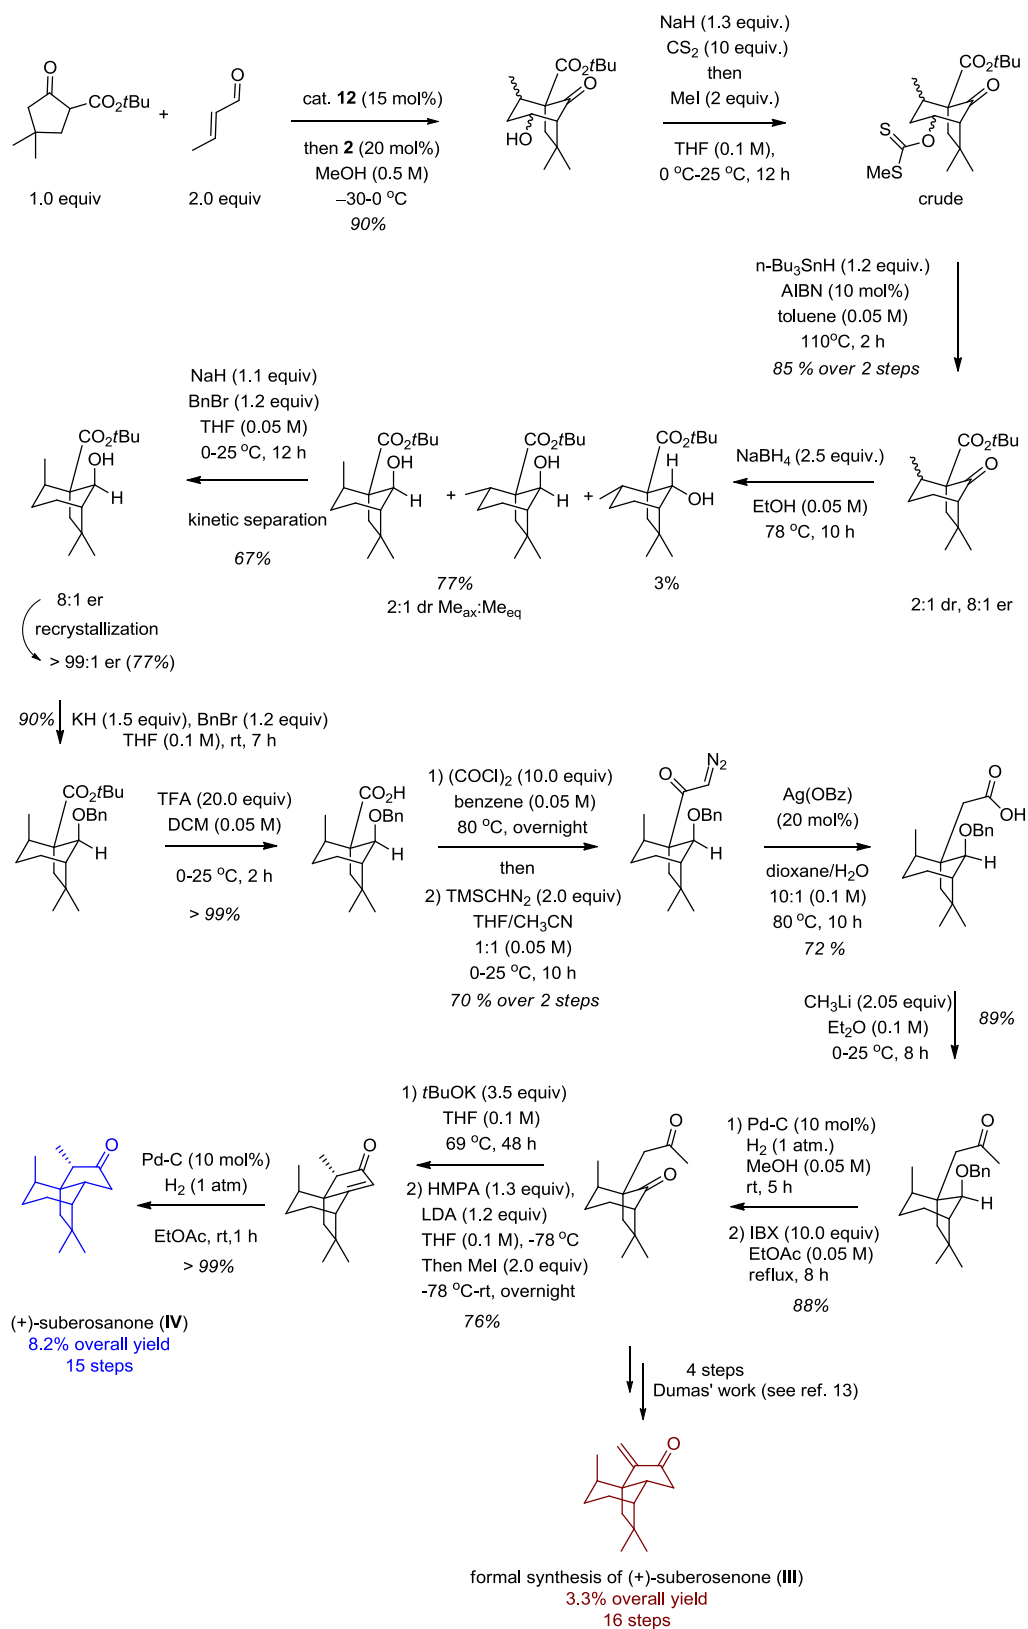 O
CO2tBu
+
O
1.0 equiv
2.0 equiv
cat. 12 (15 mol%)
then 2 (20 mol%)
MeOH (0.5 M)
–30-0 °C
90%
CO2tBu
O
HO
NaH (1.3 equiv.)
CS2 (10 equiv.)
then
MeI (2 equiv.)
THF (0.1 M),
0 °C-25 °C, 12 h
CO2tBu
O
S
O
MeS
crude
n-Bu3SnH (1.2 equiv.)
AIBN (10 mol%)
toluene (0.05 M)
110°C, 2 h
85 % over 2 steps
CO2tBu
O
2:1 dr, 8:1 er
NaBH4 (2.5 equiv.)
EtOH (0.05 M)
78 °C, 10 h
CO2tBu
OH
H
+
CO2tBu
OH
H
+
CO2tBu
H
OH
77%
2:1 dr Meax:Meeq
3%
NaH (1.1 equiv)
BnBr (1.2 equiv)
THF (0.05 M)
0-25 °C, 12 h
kinetic separation
67%
CO2tBu
OH
H
8:1 er
recrystallization
> 99:1 er (77%)
90%
KH (1.5 equiv), BnBr (1.2 equiv)
THF (0.1 M), rt, 7 h
CO2tBu
OBn
H
TFA (20.0 equiv)
DCM (0.05 M)
0-25 °C, 2 h
> 99%
CO2H
OBn
H
1) (COCl)2 (10.0 equiv)
benzene (0.05 M)
80 °C, overnight
then
2) TMSCHN2 (2.0 equiv)
THF/CH3CN
1:1 (0.05 M)
0-25 °C, 10 h
70 % over 2 steps
N2
O
OBn
H
Ag(OBz)
(20 mol%)
dioxane/H2O
10:1 (0.1 M)
80 °C, 10 h
72 %
O
OH
OBn
H
CH3Li (2.05 equiv)
Et2O (0.1 M)
0-25 °C, 8 h
89%
O
OBn
H
1) Pd-C (10 mol%)
H2 (1 atm.)
MeOH (0.05 M)
rt, 5 h
2) IBX (10.0 equiv)
EtOAc (0.05 M)
reflux, 8 h
88%
O
O
1) tBuOK (3.5 equiv)
THF (0.1 M)
69 °C, 48 h
2) HMPA (1.3 equiv),
LDA (1.2 equiv)
THF (0.1 M), -78 °C
Then MeI (2.0 equiv)
-78 °C-rt, overnight
76%
O
Pd-C (10 mol%)
H2 (1 atm)
EtOAc, rt,1 h
> 99%
O
(+)-suberosanone (IV)
8.2% overall yield
15 steps
4 steps
Dumas' work (see ref. 13)
O
formal synthesis of (+)-suberosenone (III)
3.3% overall yield
16 steps